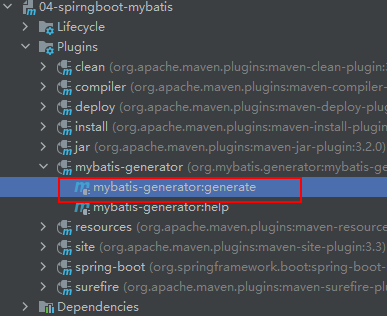 04-spirngboot-mybatis
Lifecycle
Plugins
clean (org.apache.maven.plugins:maven-clean-plugin:3
compiler (org.apache.maven.plugins:maven-compiler-
deploy (org.apache.maven.plugins:maven-deploy-plu
install (org.apache.maven.plugins:maven-install-plugin
jar (org.apache.maven.plugins:maven-jar-plugin:3.2.0)
mybatis-generator (org.mybatis.generator:mybatis-ge
mybatis-generator:generate
mybatis-generator:help
resources (org.apache.maven.plugins:maven-resource
site (org.apache.maven.plugins:maven-site-plugin:3.3)
spring-boot (org.springframework.boot:spring-boot-
surefire (org.apache.maven.plugins:maven-surefire-pl
Dependencies